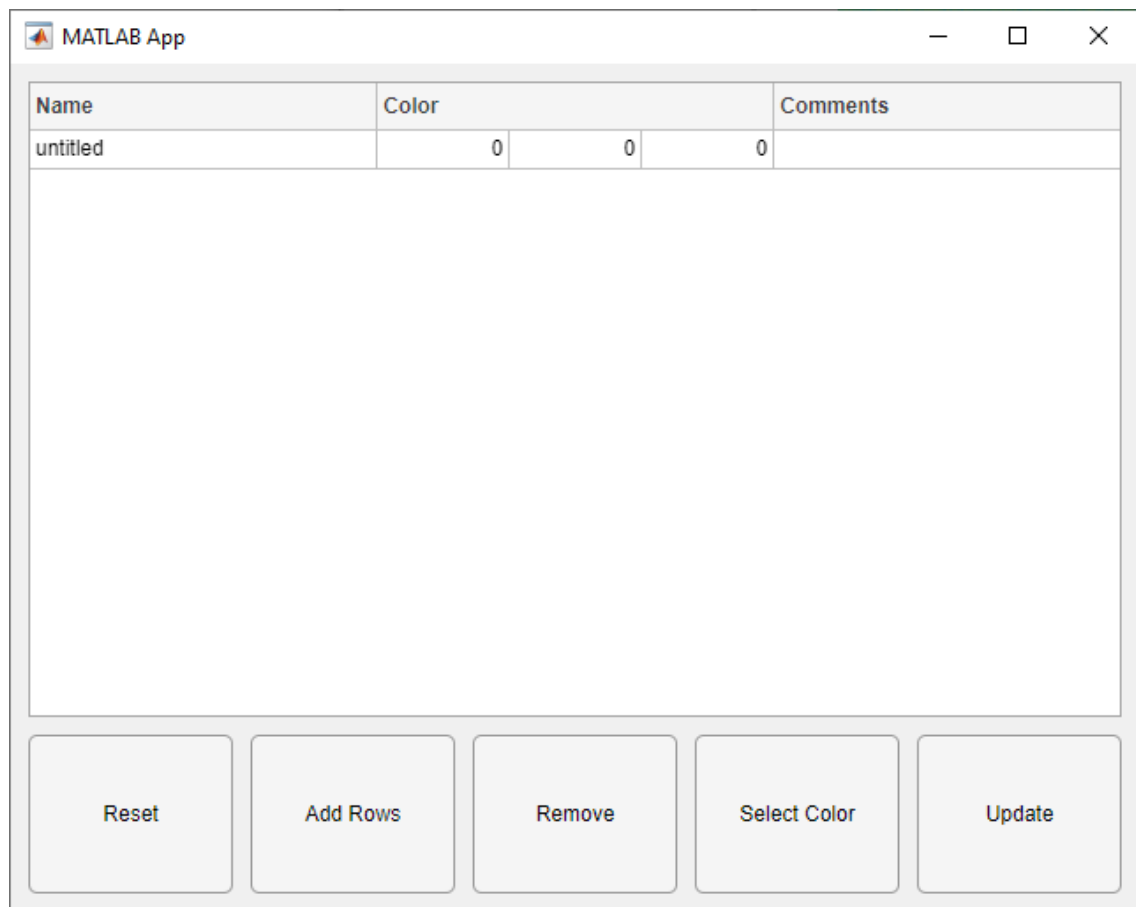 MATLAB App
Name Color Comments
untitled 0 0 0
Reset Add Rows Remove Select Color Update